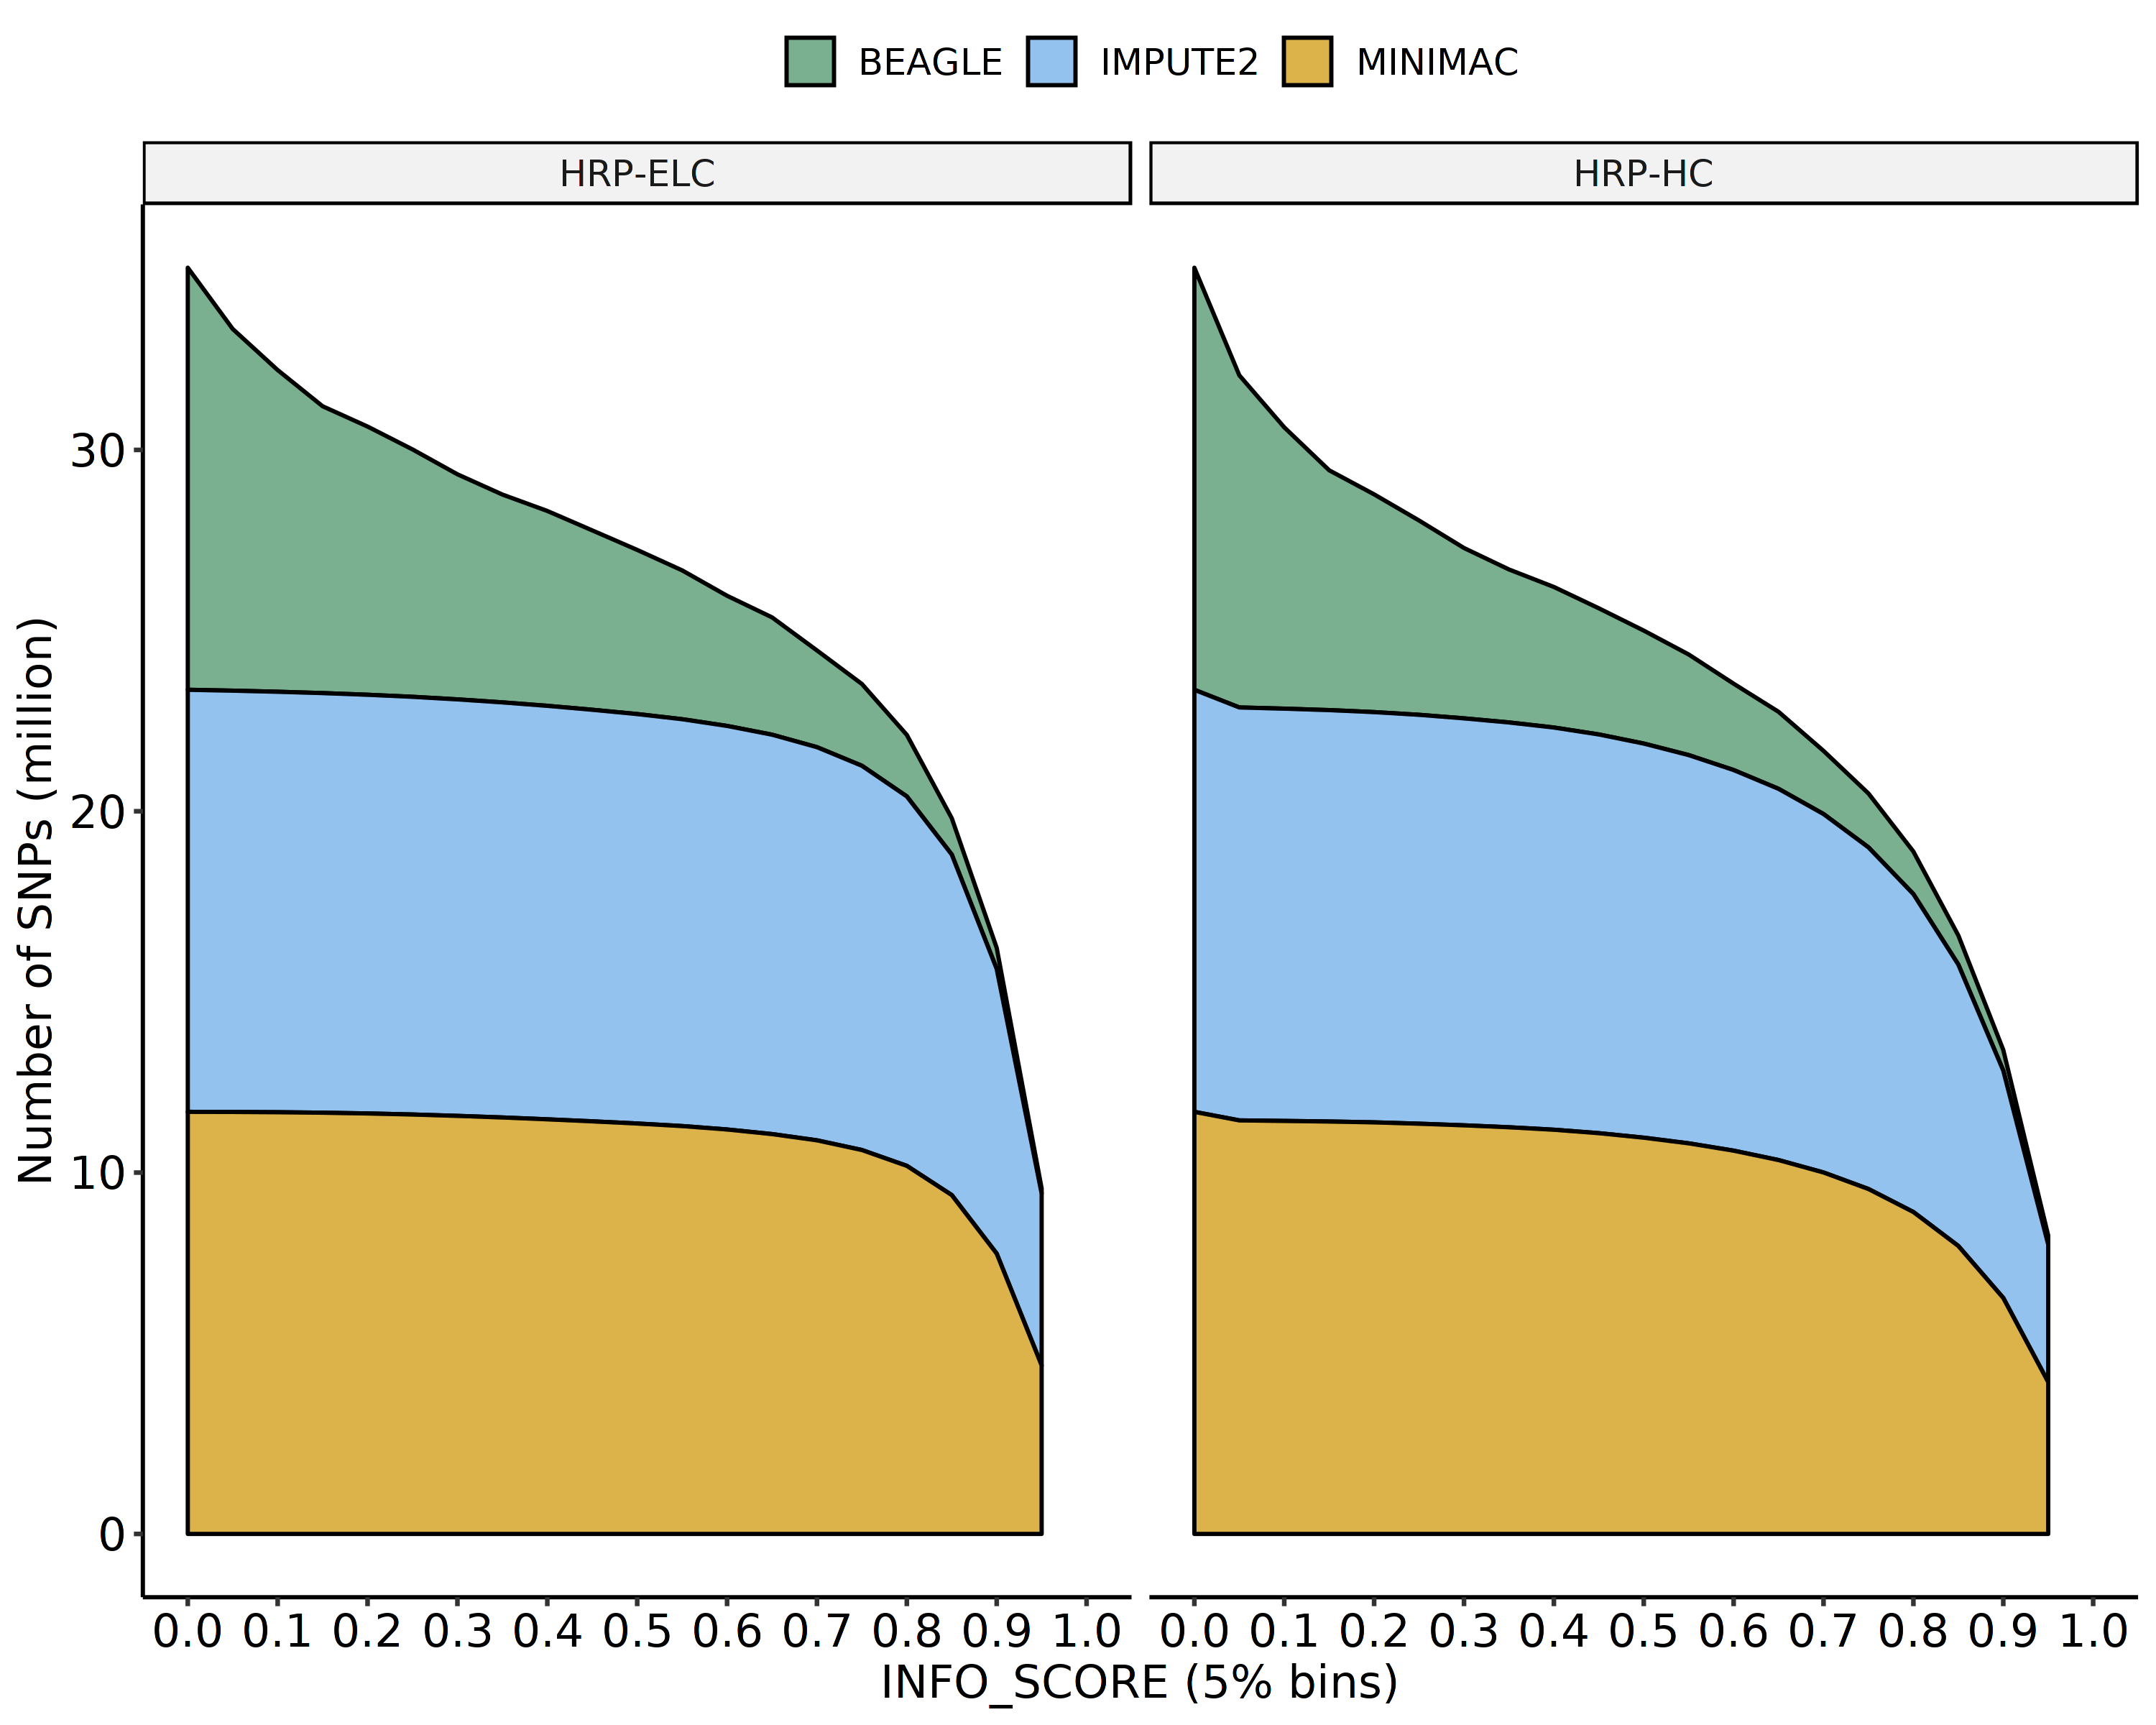 BEAGLE IMPUTE2 MINIMAC
HRP-ELC HRP-HC
Number of SNPs (million)
30
20
10
0
0.0 0.1 0.2 0.3 0.4 0.5 0.6 0.7 0.8 0.9 1.0 0.0 0.1 0.2 0.3 0.4 0.5 0.6 0.7 0.8 0.9 1.0
INFO_SCORE (5% bins)